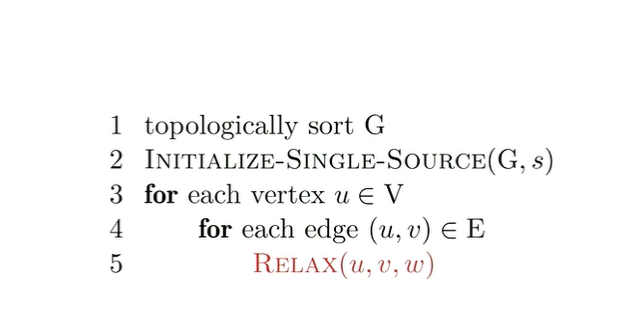 1 topologically sort G
2 INITIALIZE-SINGLE-SOURCE(G, s)
3 for each vertex u ∈ V
4 for each edge (u, v) ∈ E
5 RELAX(u, v, w)